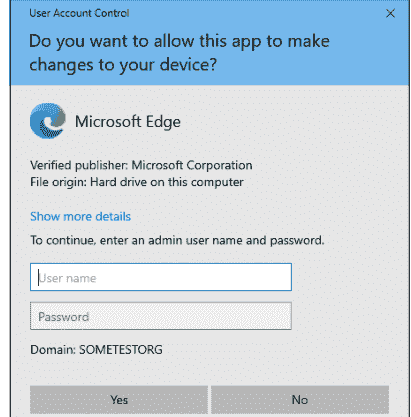 User Account Control
Do you want to allow this app to make
changes to your device?
Microsoft Edge
Verified publisher: Microsoft Corporation
File origin: Hard drive on this computer
Show more details
To continue, enter an admin user name and password.
User name
Password
Domain: SOMETESTORG
Yes
No